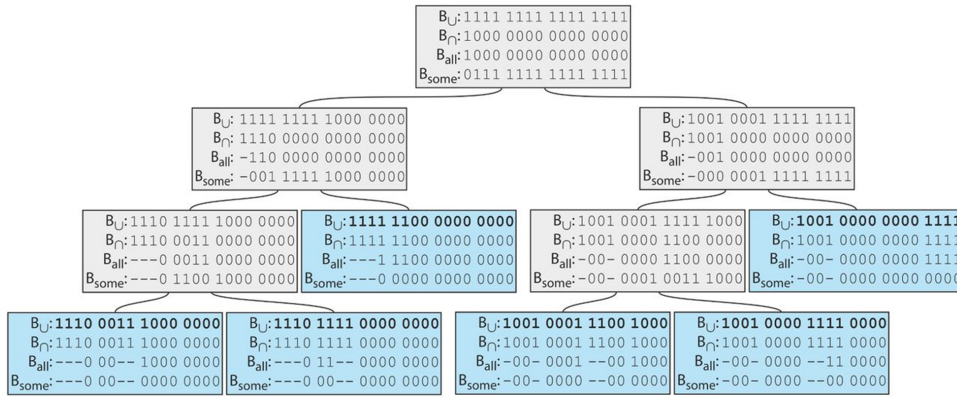 B∪: 1111 1111 1111 1111
B∩: 1000 0000 0000 0000
Ball: 1000 0000 0000 0000
Bsome: 0111 1111 1111 1111
B∪: 1111 1111 1000 0000
B∩: 1110 0000 0000 0000
Ball: -110 0000 0000 0000
Bsome: -001 1111 1000 0000
B∪: 1001 0001 1111 1111
B∩: 1001 0000 0000 0000
Ball: -001 0000 0000 0000
Bsome: -000 0001 1111 1111
B∪: 1110 1111 1000 0000
B∩: 1110 0011 0000 0000
Ball: ---0 0011 0000 0000
Bsome: ---0 1100 1000 0000
B∪: 1111 1100 0000 0000
B∩: 1111 1100 0000 0000
Ball: ---1 1100 0000 0000
Bsome: ---0 0000 0000 0000
B∪: 1001 0001 1111 1000
B∩: 1001 0000 1100 0000
Ball: -00- 0000 1100 0000
Bsome: -00- 0001 0011 1000
B∪: 1001 0000 0000 1111
B∩: 1001 0000 0000 1111
Ball: -00- 0000 0000 1111
Bsome: -00- 0000 0000 0000
B∪: 1110 0011 1000 0000
B∩: 1110 0011 1000 0000
Ball: ---0 00-- 1000 0000
Bsome: ---0 00-- 0000 0000
B∪: 1110 1111 0000 0000
B∩: 1110 1111 0000 0000
Ball: ---0 11-- 0000 0000
Bsome: ---0 00-- 0000 0000
B∪: 1001 0001 1100 1000
B∩: 1001 0001 1100 1000
Ball: -00- 0001 --00 1000
Bsome: -00- 0000 --00 0000
B∪: 1001 0000 1111 0000
B∩: 1001 0000 1111 0000
Ball: -00- 0000 --11 0000
Bsome: -00- 0000 --00 0000